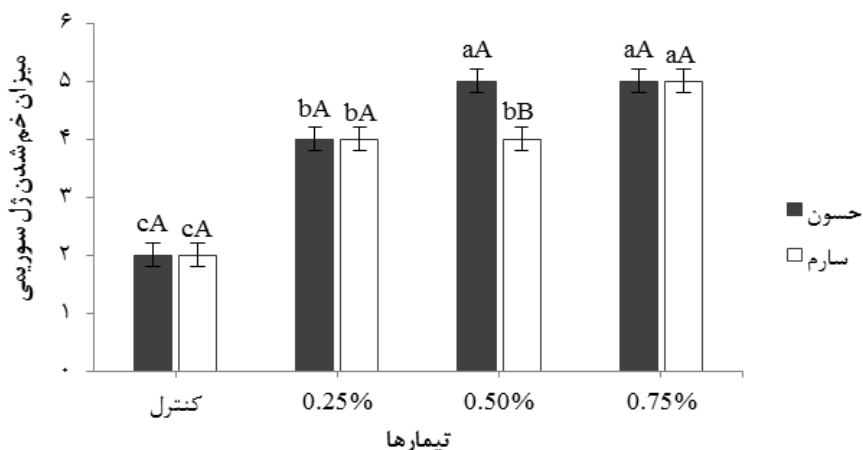 میزان خم شدن ژل سوریمی
۶
۵
۴
۳
۲
۱
۰
cA cA
bA bA
aA bB
aA aA
کنترل 0.25% 0.50% 0.75%
تیمارها
حسون
سارم